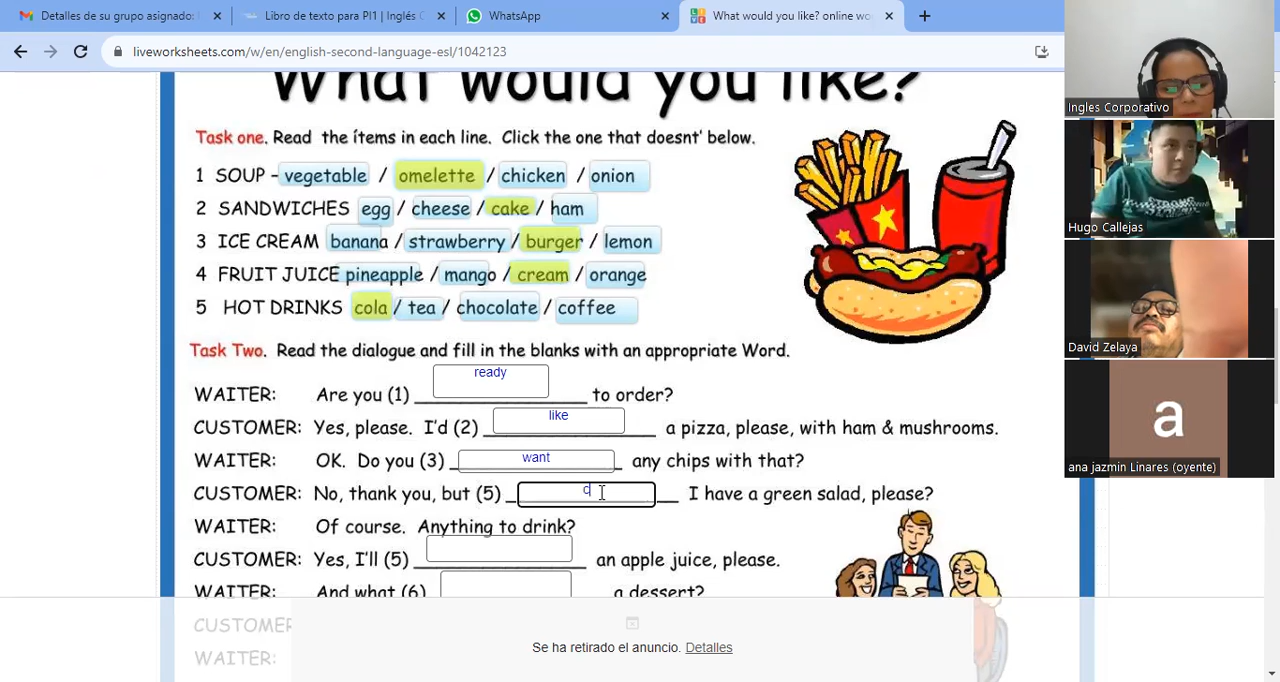 Detalles de su grupo asignado:
Libro de texto para PI1 | Inglés
WhatsApp
What would you like? online wo
liveworksheets.com/w/en/english-second-language-esl/1042123
What would you like?
Task one. Read the items in each line. Click the one that doesnt' below.
1 SOUP - vegetable / omelette / chicken / onion
2 SANDWICHES egg / cheese / cake / ham
3 ICE CREAM banana / strawberry / burger / lemon
4 FRUIT JUICE pineapple / mango / cream / orange
5 HOT DRINKS cola / tea / chocolate / coffee
Task Two. Read the dialogue and fill in the blanks with an appropriate Word.
WAITER: Are you (1) ready to order?
CUSTOMER: Yes, please. I'd (2) like a pizza, please, with ham & mushrooms.
WAITER: OK. Do you (3) want any chips with that?
CUSTOMER: No, thank you, but (5) c I have a green salad, please?
WAITER: Of course. Anything to drink?
CUSTOMER: Yes, I'll (5) an apple juice, please.
WAITER: And what (6) a dessert?
CUSTOMER
WAITER:
Se ha retirado el anuncio. Detalles
Ingles Corporativo
Hugo Callejas
David Zelaya
a
ana jazmin Linares (oyente)